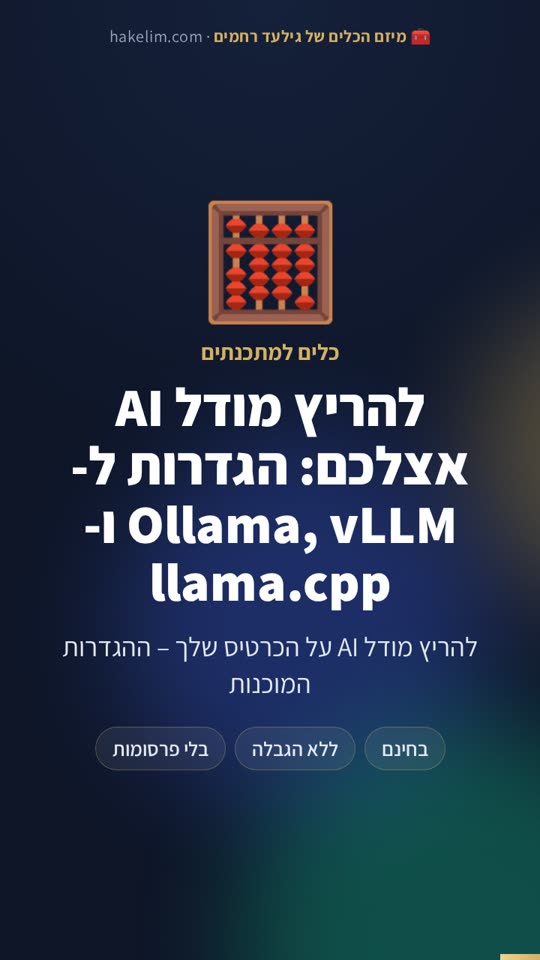 🧰 מיזם הכלים של גילעד רחמים · hakelim.com
כלים למתכנתים
להריץ מודל AI
אצלכם: הגדרות ל-
Ollama, vLLM ו-
llama.cpp
להריץ מודל AI על הכרטיס שלך – ההגדרות
המוכנות
בחינם
ללא הגבלה
בלי פרסומות